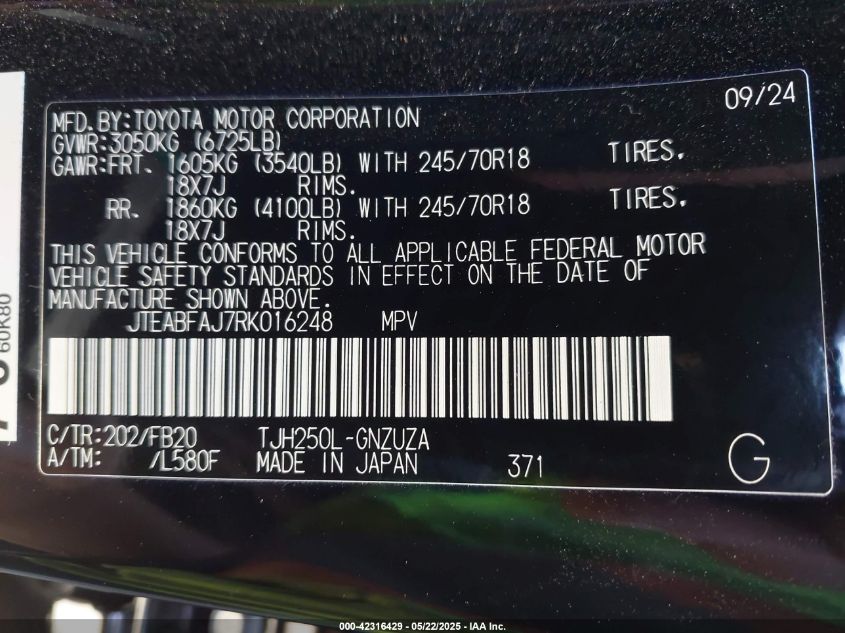 09/24
MFD.BY:TOYOTA MOTOR CORPORATION
GVWR:3050KG (6725LB)
GAWR:FRT. 1605KG (3540LB) WITH 245/70R18 TIRES.
18X7J RIMS.
RR. 1860KG (4100LB) WITH 245/70R18 TIRES.
18X7J RIMS.
THIS VEHICLE CONFORMS TO ALL APPLICABLE FEDERAL MOTOR
VEHICLE SAFETY STANDARDS IN EFFECT ON THE DATE OF
MANUFACTURE SHOWN ABOVE.
JTEABFAJ7RK016248 MPV
C/TR:202/FB20 TJH250L-GNZUZA
A/TM: /L580F MADE IN JAPAN 371 G
60K80
000-42316429 - 05/22/2025 - IAA Inc.